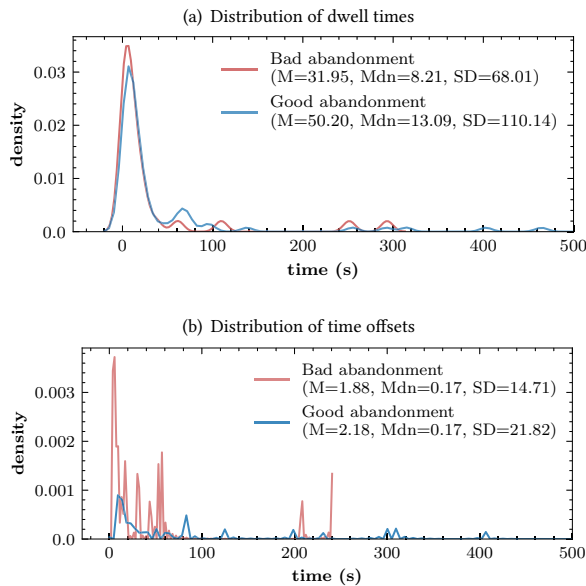 (a) Distribution of dwell times
Bad abandonment
(M=31.95, Mdn=8.21, SD=68.01)
Good abandonment
(M=50.20, Mdn=13.09, SD=110.14)
density
0.03
0.02
0.01
0.0
0 100 200 300 400 500
time (s)
(b) Distribution of time offsets
Bad abandonment
(M=1.88, Mdn=0.17, SD=14.71)
Good abandonment
(M=2.18, Mdn=0.17, SD=21.82)
density
0.003
0.002
0.001
0.0
0 100 200 300 400 500
time (s)